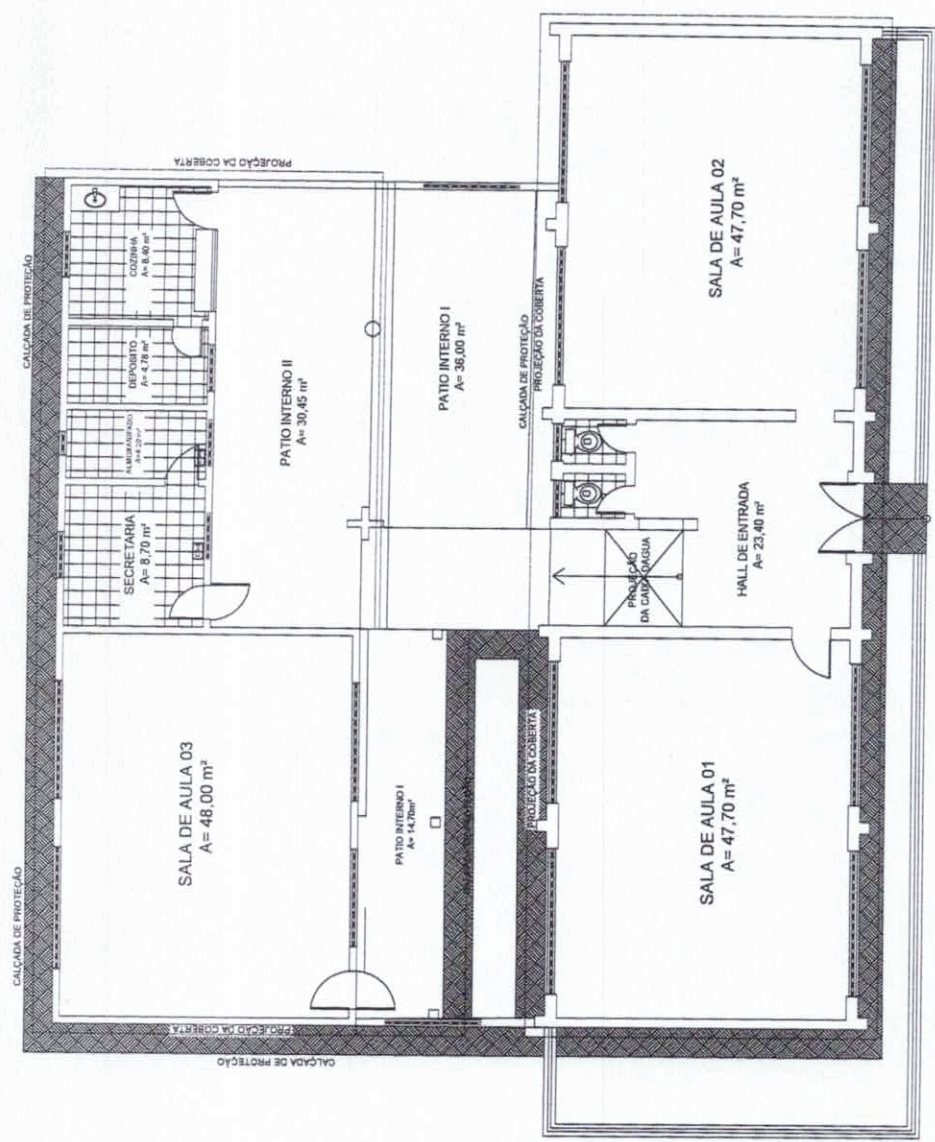 CALÇADA DE PROTEÇÃO
CALÇADA DE PROTEÇÃO
PROJEÇÃO DA COBERTA
COZINHA
A= 8,40 m²
DEPOSITO
A= 4,78 m²
ALMOXARIFADO
SECRETARIA
A= 8,70 m²
PATIO INTERNO II
A= 30,45 m²
PATIO INTERNO I
A= 36,00 m²
CALÇADA DE PROTEÇÃO
PROJEÇÃO DA COBERTA
SALA DE AULA 02
A= 47,70 m²
SALA DE AULA 03
A= 48,00 m²
PATIO INTERNO I
A= 14,70m²
PROJEÇÃO DA COBERTA
CALÇADA DE PROTEÇÃO
PROJEÇÃO DA COBERTA
PROJEÇÃO
DA CAIXA DAGUA
HALL DE ENTRADA
A= 23,40 m²
SALA DE AULA 01
A= 47,70 m²